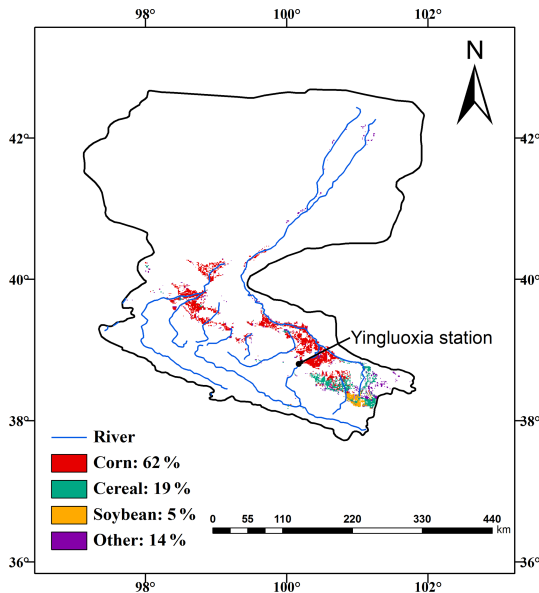 98° 100° 102°
N
42° 42°
40° 40°
Yingluoxia station
38° 38°
River
Corn: 62%
Cereal: 19%
Soybean: 5%
Other: 14%
0 55 110 220 330 440
km
36° 36°
98° 100° 102°